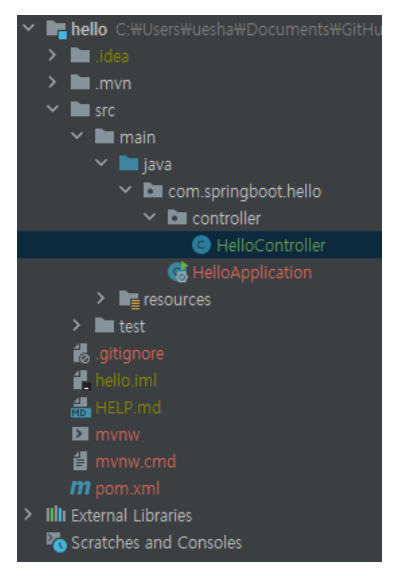 hello C:₩Users₩uesha₩Documents₩GitHu
.idea
.mvn
src
main
java
com.springboot.hello
controller
C HelloController
HelloApplication
resources
test
.gitignore
hello.iml
MD HELP.md
mvnw
mvnw.cmd
m pom.xml
External Libraries
Scratches and Consoles